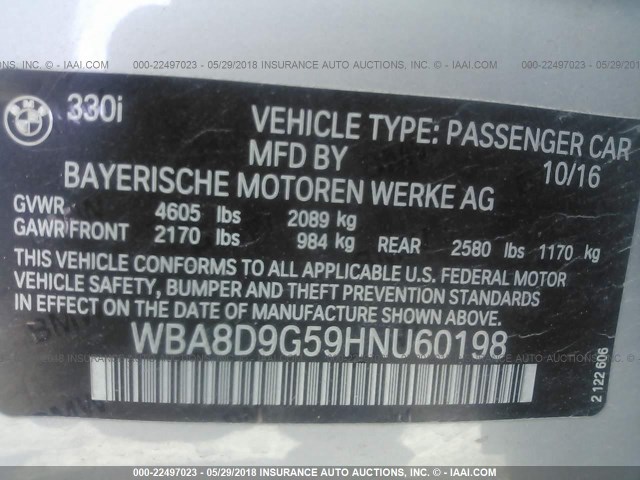 000-22497023 - 05/29/2018 INSURANCE AUTO AUCTIONS, INC. - © IAAI.COM
BMW
330i
VEHICLE TYPE: PASSENGER CAR
MFD BY
10/16
BAYERISCHE MOTOREN WERKE AG
GVWR 4605 lbs 2089 kg
GAWR FRONT 2170 lbs 984 kg REAR 2580 lbs 1170 kg
THIS VEHICLE CONFORMS TO ALL APPLICABLE U.S. FEDERAL MOTOR
VEHICLE SAFETY, BUMPER AND THEFT PREVENTION STANDARDS
IN EFFECT ON THE DATE OF MANUFACTURE SHOWN ABOVE.
WBA8D9G59HNU60198
2 122 606
000-22497023 - 05/29/2018 INSURANCE AUTO AUCTIONS, INC. - © IAAI.COM